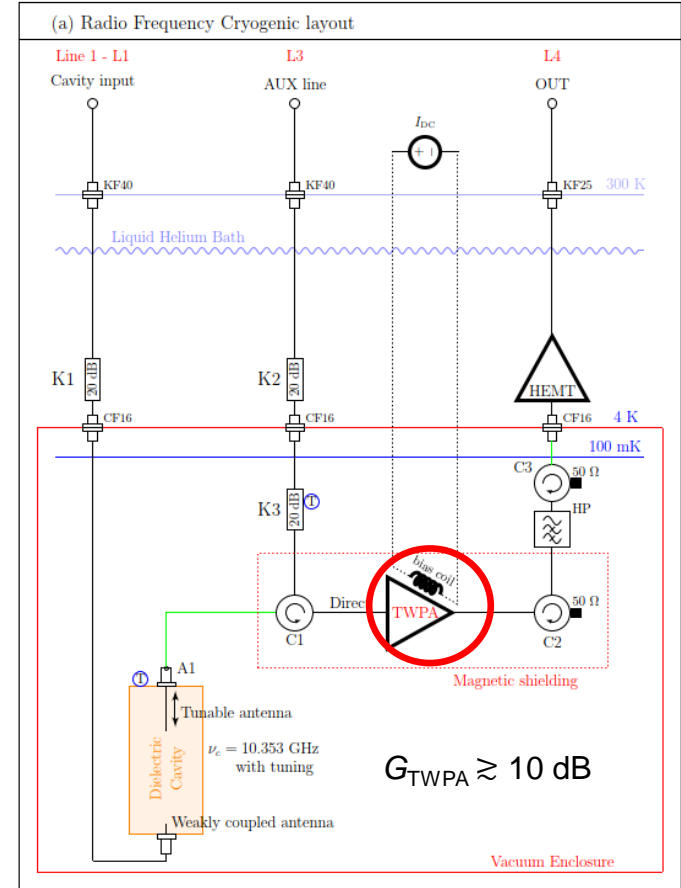 (a) Radio Frequency Cryogenic layout
Line 1 - L1
L3
L4
Cavity input
AUX line
OUT
I_DC
+
KF40
KF40
KF25
300 K
Liquid Helium Bath
K1
20 dB
K2
20 dB
HEMT
CF16
CF16
CF16
4 K
100 mK
C3
50 Ω
K3
20 dB
T
HP
bias coil
Direc
TWPA
50 Ω
C1
C2
Magnetic shielding
T
A1
Tunable antenna
ν_c = 10.353 GHz
with tuning
Dielectric
Cavity
G_TWPA ≳ 10 dB
Weakly coupled antenna
Vacuum Enclosure